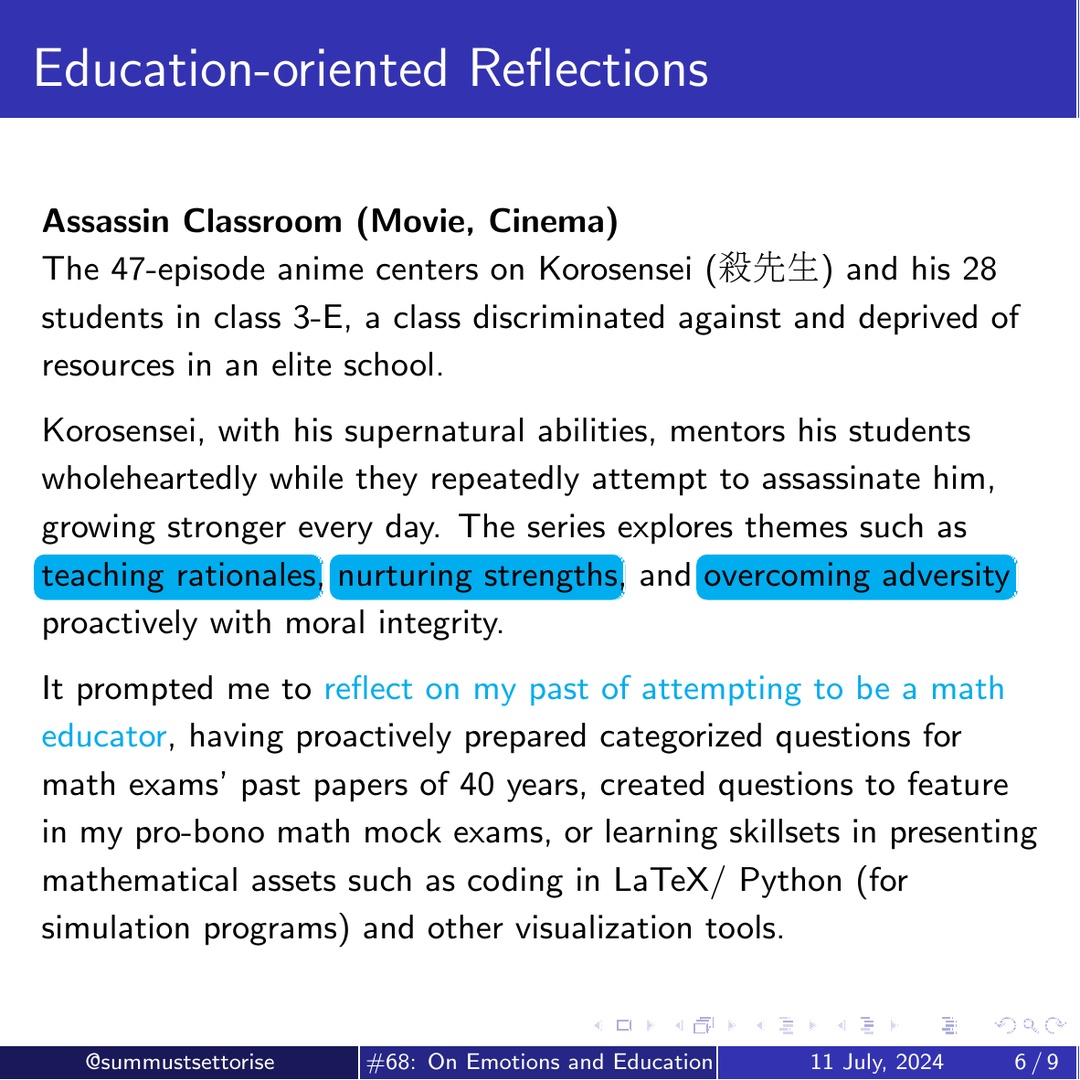 Education-oriented Reflections
Assassin Classroom (Movie, Cinema)
The 47-episode anime centers on Korosensei (殺先生) and his 28
students in class 3-E, a class discriminated against and deprived of
resources in an elite school.
Korosensei, with his supernatural abilities, mentors his students
wholeheartedly while they repeatedly attempt to assassinate him,
growing stronger every day. The series explores themes such as
teaching rationales, nurturing strengths, and overcoming adversity
proactively with moral integrity.
It prompted me to reflect on my past of attempting to be a math
educator, having proactively prepared categorized questions for
math exams' past papers of 40 years, created questions to feature
in my pro-bono math mock exams, or learning skillsets in presenting
mathematical assets such as coding in LaTeX/ Python (for
simulation programs) and other visualization tools.
@summustsettorise #68: On Emotions and Education 11 July, 2024 6 / 9